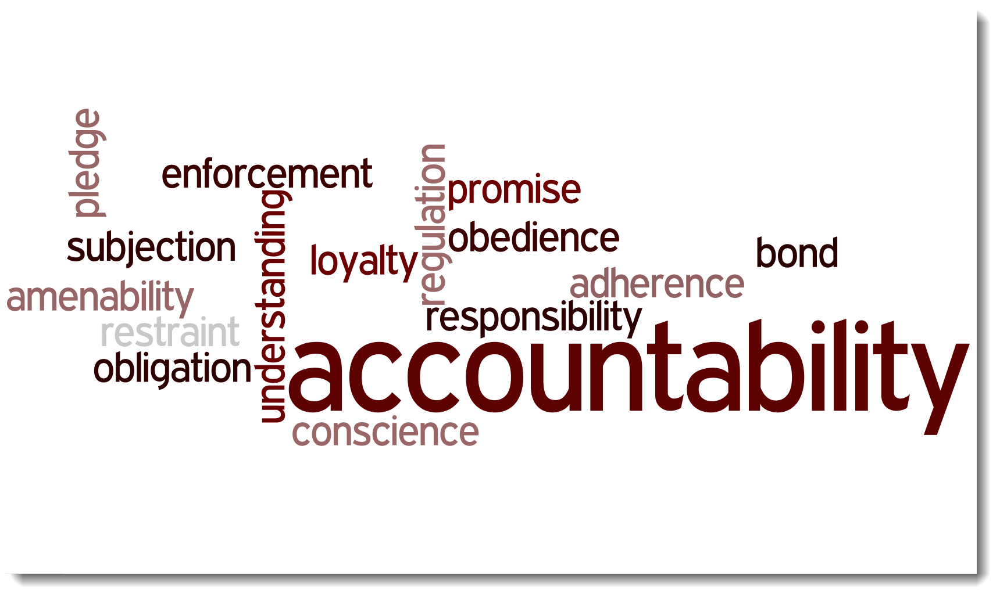 pledge
enforcement
regulation
promise
understanding
subjection
loyalty
obedience
bond
amenability
adherence
restraint
responsibility
obligation
accountability
conscience